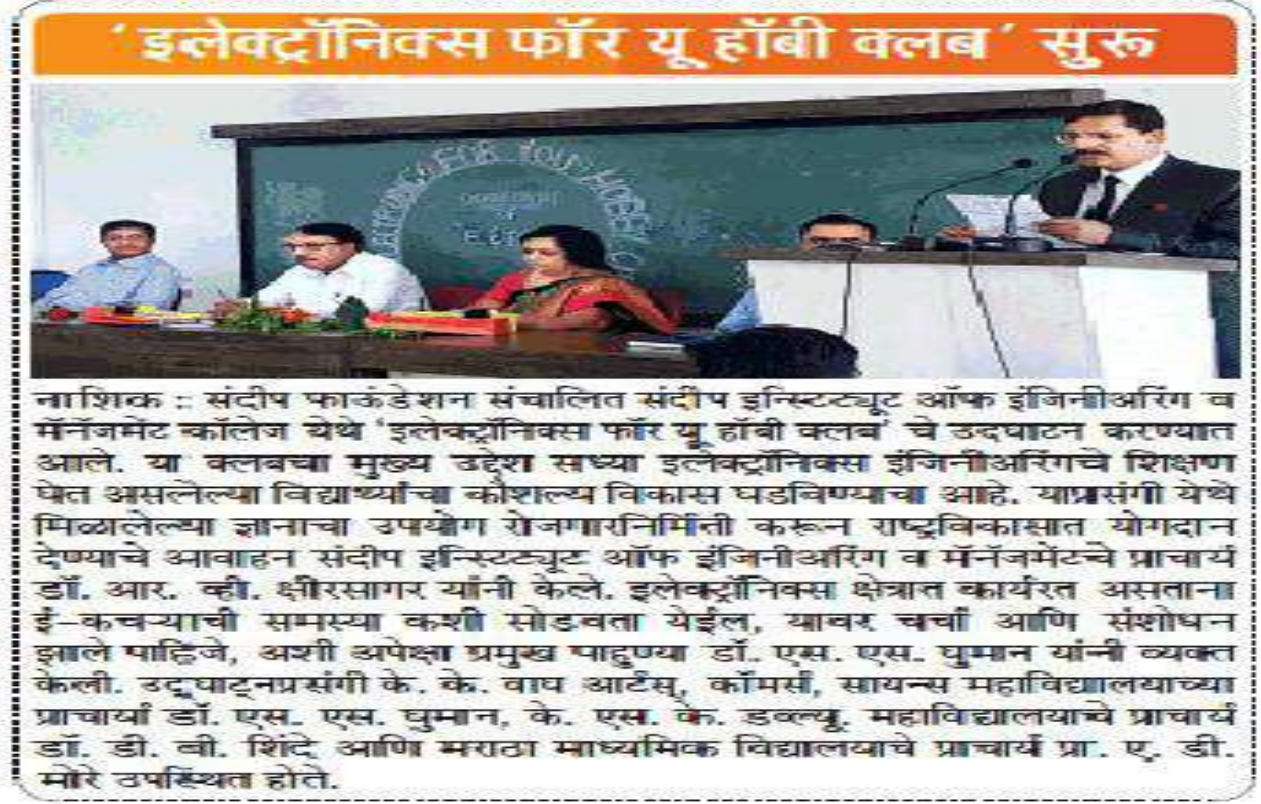 'इलेक्ट्रॉनिक्स फॉर यू हॉबी क्लब' सुरू
नाशिक : संदीप फाऊंडेशन संचालित संदीप इन्स्टिट्यूट ऑफ इंजिनीअरिंग व
मॅनेजमेंट कॉलेज येथे 'इलेक्ट्रॉनिक्स फॉर यू हॉबी क्लब' चे उदघाटन करण्यात
आले. या क्लबचा मुख्य उद्देश सध्या इलेक्ट्रॉनिक्स इंजिनीअरिंगचे शिक्षण
घेत असलेल्या विद्यार्थ्यांचा कौशल्य विकास घडविण्याचा आहे. याप्रसंगी येथे
मिळालेल्या ज्ञानाचा उपयोग रोजगारनिर्मिती करून राष्ट्रविकासात योगदान
देण्याचे आवाहन संदीप इन्स्टिट्यूट ऑफ इंजिनीअरिंग व मॅनेजमेंटचे प्राचार्य
डॉ. आर. व्ही. क्षीरसागर यांनी केले. इलेक्ट्रॉनिक्स क्षेत्रात कार्यरत असताना
ई-कचऱ्याची समस्या कशी सोडवता येईल, यावर चर्चा आणि संशोधन
झाले पाहिजे, अशी अपेक्षा प्रमुख पाहुण्या डॉ. एस. एस. घुमान यांनी व्यक्त
केली. उद्घाटनप्रसंगी के. के. वाघ आर्टस्, कॉमर्स, सायन्स महाविद्यालयाच्या
प्राचार्या डॉ. एस. एस. घुमान, के. एस. के. डब्ल्यू. महाविद्यालयाचे प्राचार्य
डॉ. डी. बी. शिंदे आणि मराठा माध्यमिक विद्यालयाचे प्राचार्य प्रा. ए. डी.
मोरे उपस्थित होते.
FOR YOU